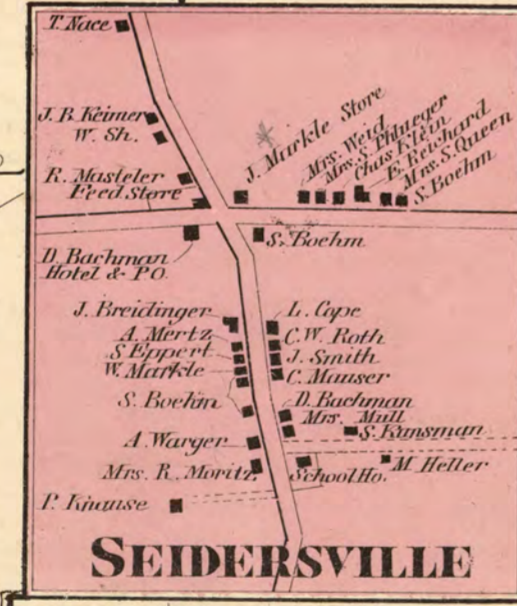 T. Nace
J. B. Keimer
W. Sh.
J. Markle Store
Mrs. Weid
Mrs. S. Phlueger
Chas Klein
E. Reichard
Mrs. S. Queen
S. Boehm
R. Masteler
Feed Store
D. Bachman
Hotel & P.O.
S. Boehm
J. Breidinger
L. Cope
A. Mertz
C. W. Roth
S Eppert
J. Smith
W. Markle
C. Mauser
S. Boehm
D. Bachman
Mrs. Mull
S. Kunsman
A. Warger
Mrs. R. Moritz.
School Ho.
M Heller
P. Knause
SEIDERSVILLE